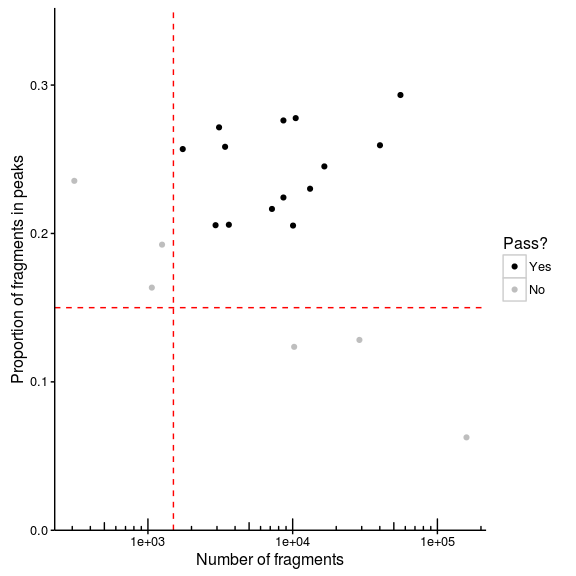 Proportion of fragments in peaks
0.3
0.2
0.1
0.0
1e+03 1e+04 1e+05
Number of fragments
Pass?
Yes
No